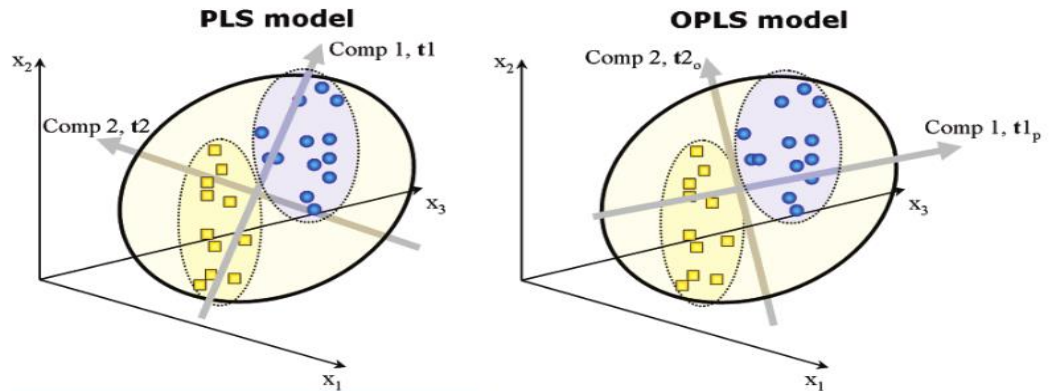 PLS model
Comp 1, t1
x₂
Comp 2, t2
x₃
x₁
OPLS model
x₂
Comp 2, t2ₒ
Comp 1, t1ₚ
x₃
x₁